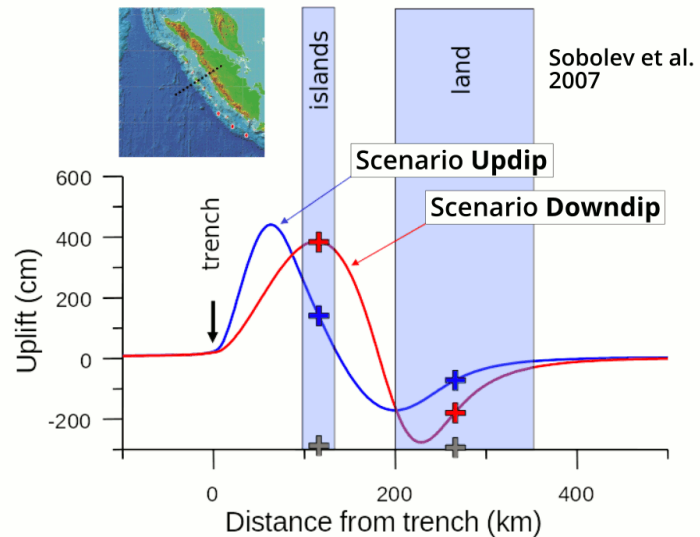 islands
land
Sobolev et al.
2007
Scenario Updip
Scenario Downdip
trench
Uplift (cm)
600
400
200
0
-200
0
200
400
Distance from trench (km)